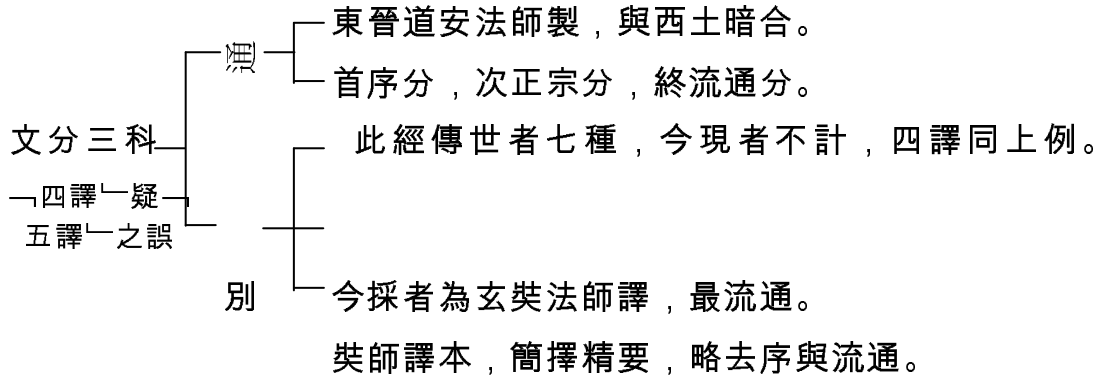 東晉道安法師製，與西土暗合。
通
首序分，次正宗分，終流通分。
文分三科
此經傳世者七種，今現者不計，四譯同上例。
﹁四譯﹂疑﹁
五譯﹂之誤
別
今採者為玄奘法師譯，最流通。
奘師譯本，簡擇精要，略去序與流通。